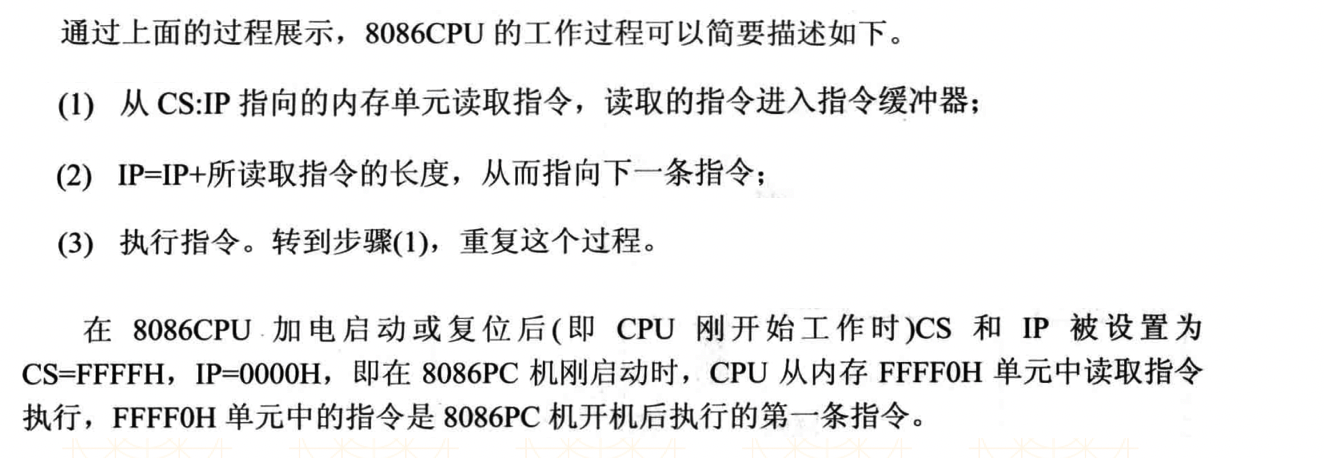 通过上面的过程展示，8086CPU 的工作过程可以简要描述如下。
(1) 从 CS:IP 指向的内存单元读取指令，读取的指令进入指令缓冲器；
(2) IP=IP+所读取指令的长度，从而指向下一条指令；
(3) 执行指令。转到步骤(1)，重复这个过程。
在 8086CPU 加电启动或复位后(即 CPU 刚开始工作时)CS 和 IP 被设置为
CS=FFFFH，IP=0000H，即在 8086PC 机刚启动时，CPU 从内存 FFFF0H 单元中读取指令
执行，FFFF0H 单元中的指令是 8086PC 机开机后执行的第一条指令。